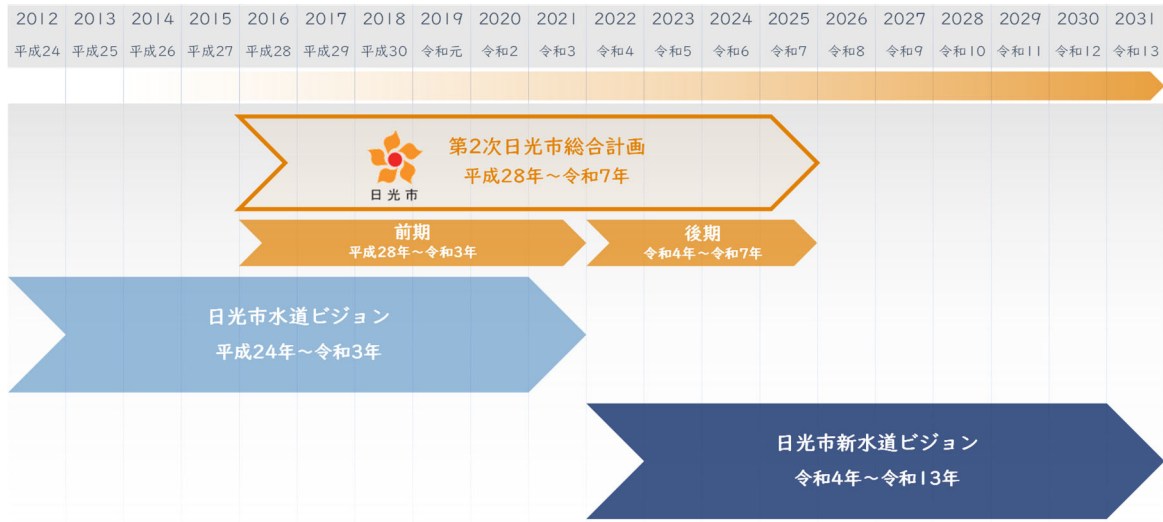 2012 2013 2014 2015 2016 2017 2018 2019 2020 2021 2022 2023 2024 2025 2026 2027 2028 2029 2030 2031
平成24 平成25 平成26 平成27 平成28 平成29 平成30 令和元 令和2 令和3 令和4 令和5 令和6 令和7 令和8 令和9 令和10 令和11 令和12 令和13
日光市
第2次日光市総合計画
平成28年～令和7年
前期
平成28年～令和3年
後期
令和4年～令和7年
日光市水道ビジョン
平成24年～令和3年
日光市新水道ビジョン
令和4年～令和13年